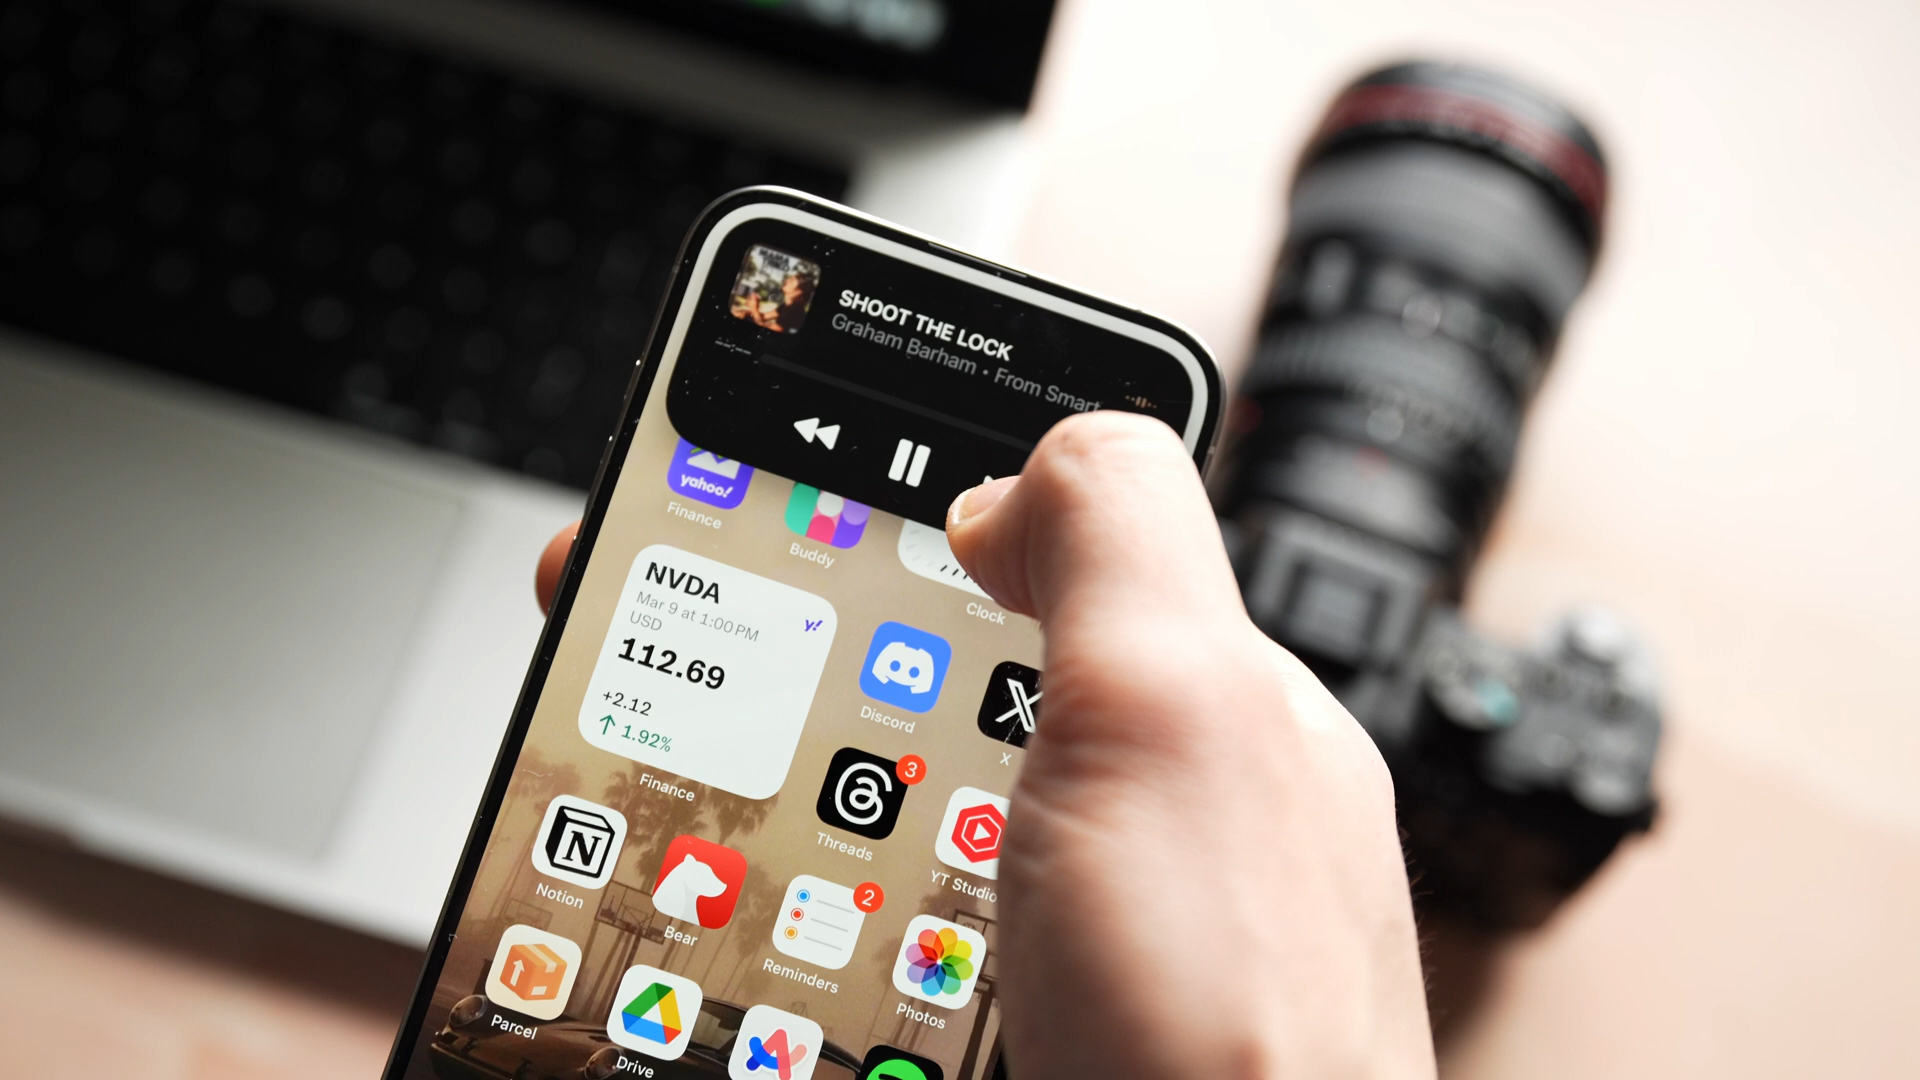 MAMA
SHOOT THE LOCK
Graham Barham • From Smart
--:--
yahoo!
Finance
Buddy
Clock
NVDA
Mar 9 at 1:00 PM
USD
y!
112.69
+2.12
↑ 1.92%
Finance
Discord
X
3
Threads
YT Studio
N
Notion
Bear
2
Reminders
Photos
Parcel
Drive